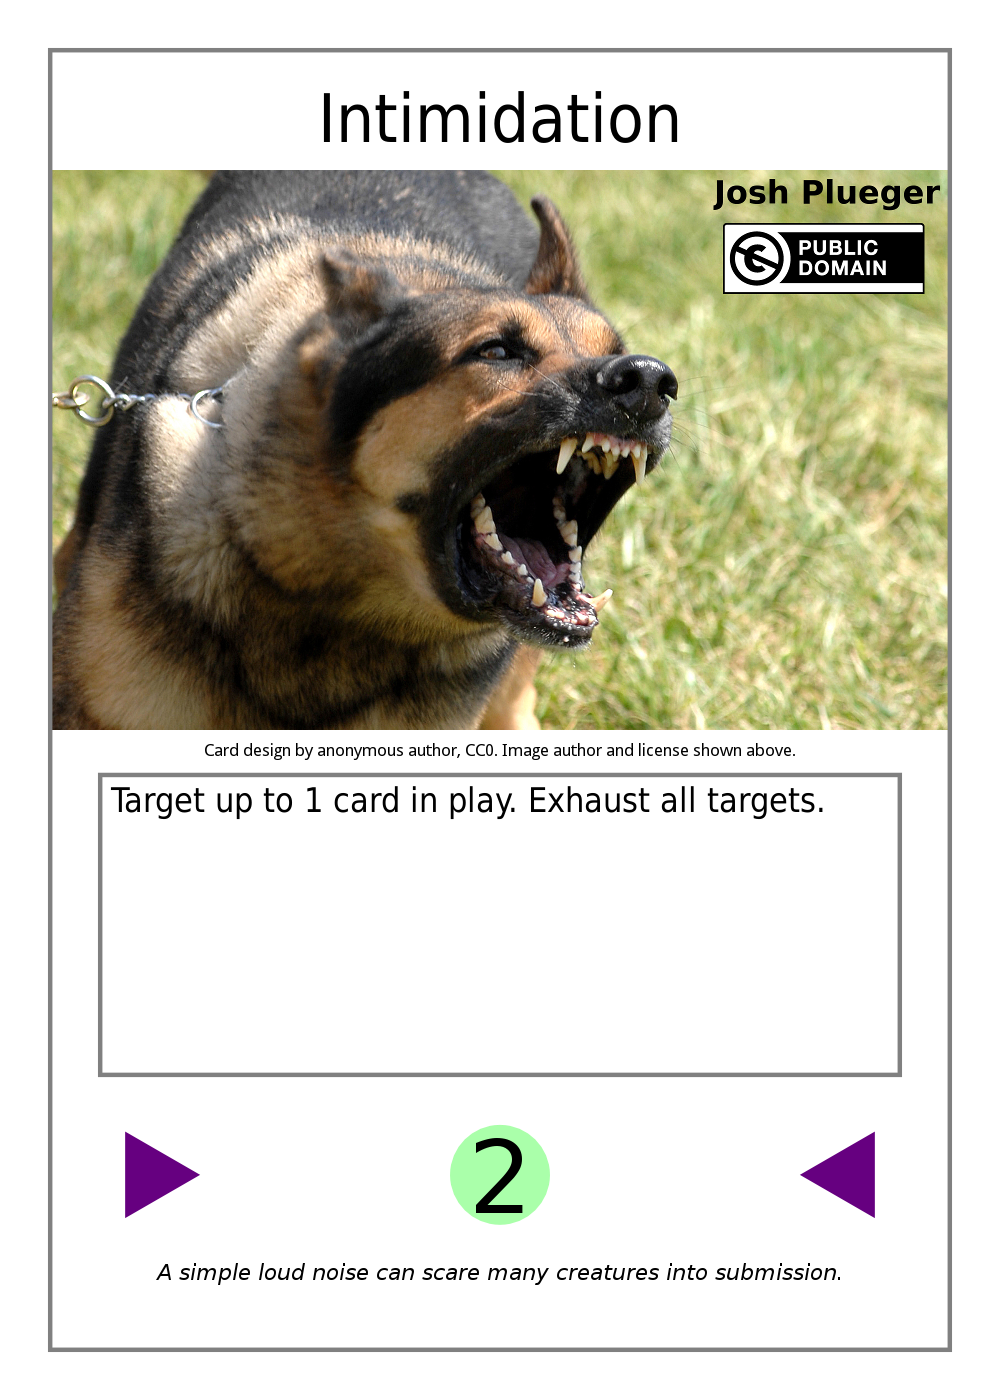 Intimidation
Josh Plueger
PUBLIC
DOMAIN
Card design by anonymous author, CC0. Image author and license shown above.
Target up to 1 card in play. Exhaust all targets.
2
A simple loud noise can scare many creatures into submission.